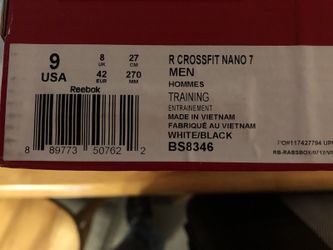 9 8 27 R CROSSFIT NANO 7
USA UK CM MEN
42 270 HOMMES
EUR MM
Reebok TRAINING
ENTRAINEMENT
MADE IN VIETNAM
FABRIQUÉ AU VIETNAM
WHITE/BLACK
BS8346
8 89773 50762 2